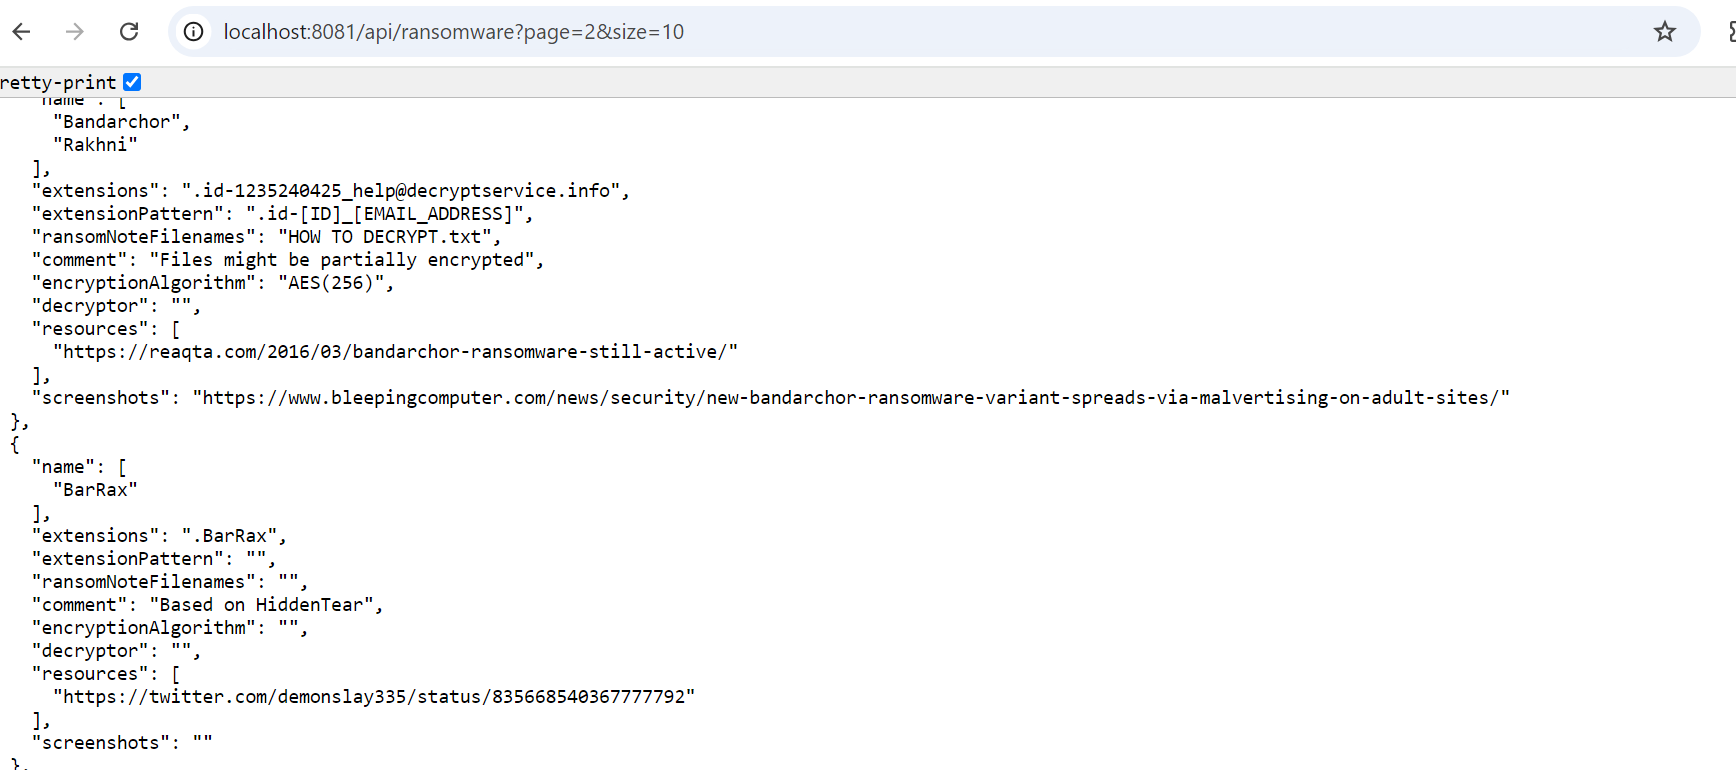 localhost:8081/api/ransomware?page=2&size=10
retty-print
"name": [
"Bandarchor",
"Rakhni"
],
"extensions": ".id-1235240425_help@decryptservice.info",
"extensionPattern": ".id-[ID]_[EMAIL_ADDRESS]",
"ransomNoteFilenames": "HOW TO DECRYPT.txt",
"comment": "Files might be partially encrypted",
"encryptionAlgorithm": "AES(256)",
"decryptor": "",
"resources": [
"https://reaqta.com/2016/03/bandarchor-ransomware-still-active/"
],
"screenshots": "https://www.bleepingcomputer.com/news/security/new-bandarchor-ransomware-variant-spreads-via-malvertising-on-adult-sites/"
},
{
"name": [
"BarRax"
],
"extensions": ".BarRax",
"extensionPattern": "",
"ransomNoteFilenames": "",
"comment": "Based on HiddenTear",
"encryptionAlgorithm": "",
"decryptor": "",
"resources": [
"https://twitter.com/demonslay335/status/835668540367777792"
],
"screenshots": ""
},